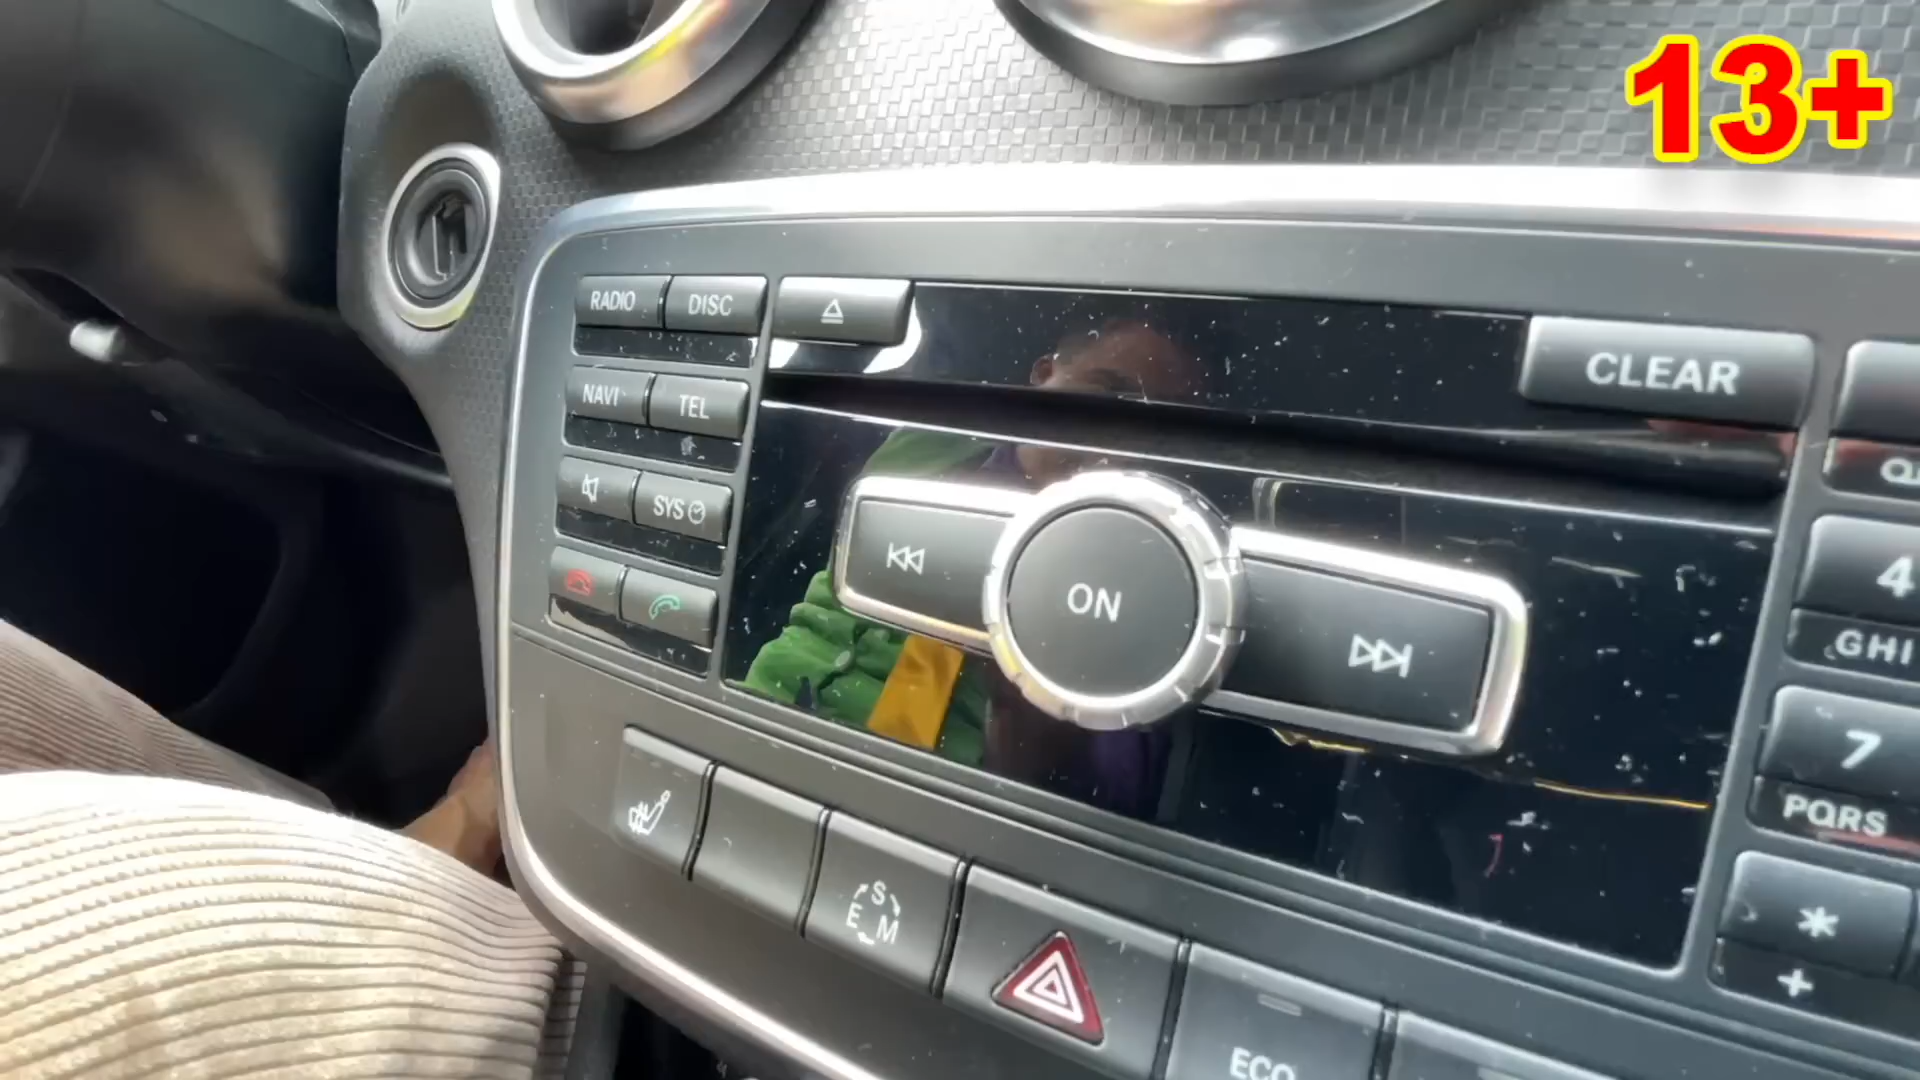 13+
RADIO DISC
CLEAR
NAVI TEL
SYS
4
GHI
ON
7
PQRS
S
E M
*
+
ECO